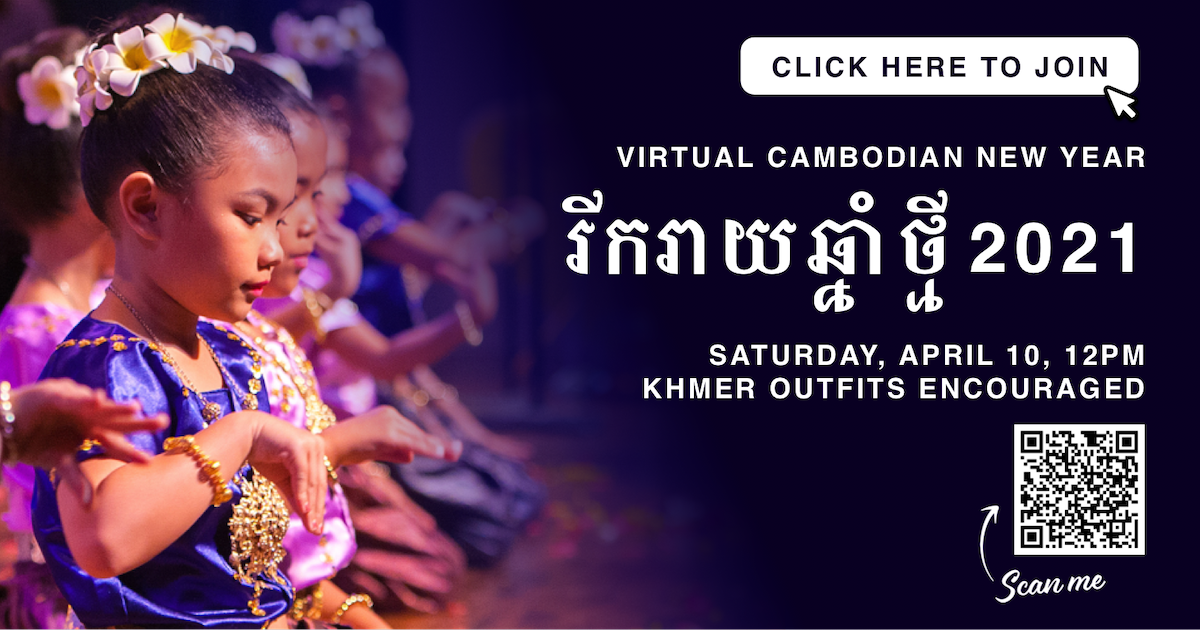 CLICK HERE TO JOIN
VIRTUAL CAMBODIAN NEW YEAR
រីករាយឆ្នាំថ្មី 2021
SATURDAY, APRIL 10, 12PM
KHMER OUTFITS ENCOURAGED
Scan me